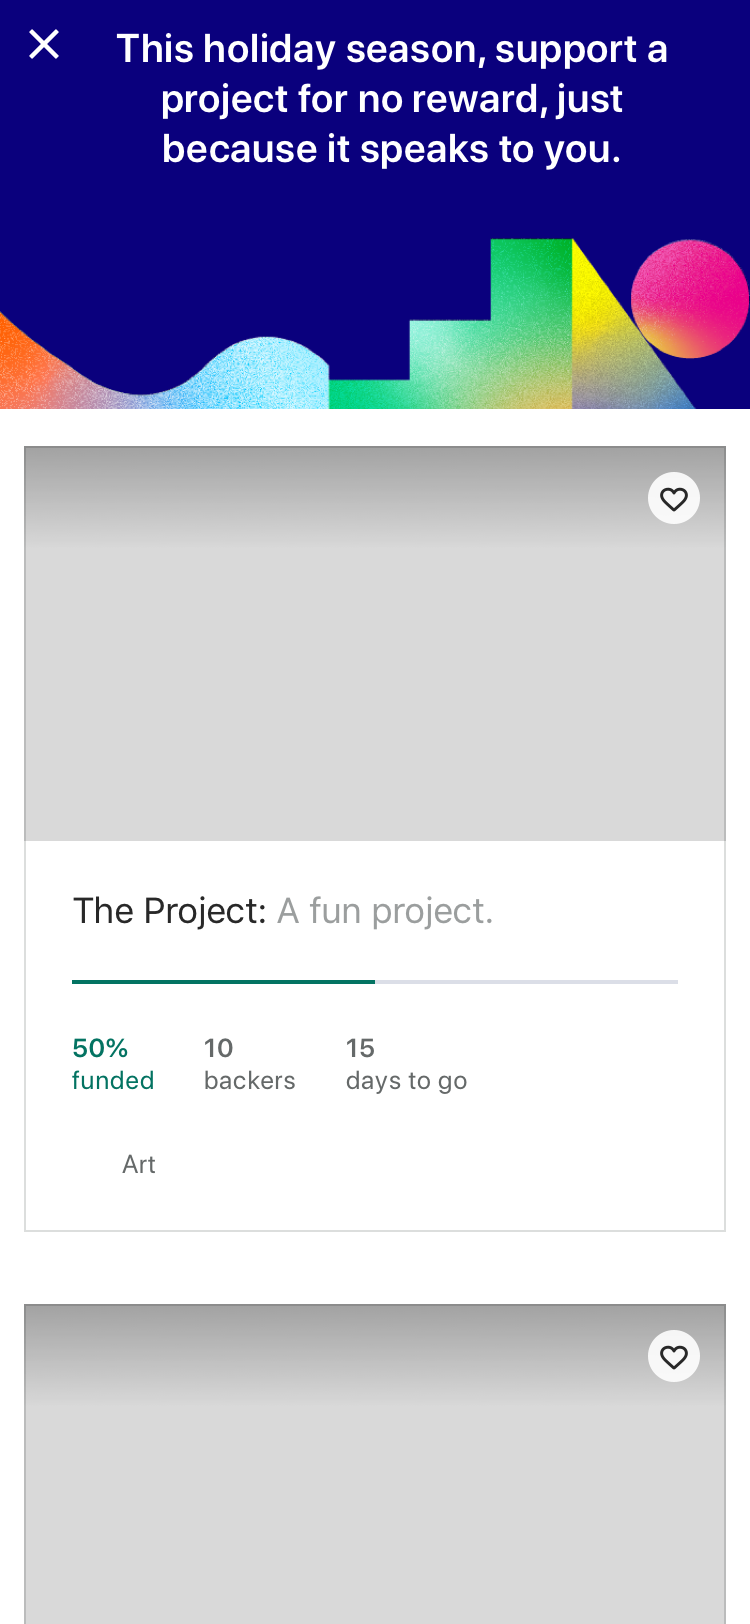 This holiday season, support a
project for no reward, just
because it speaks to you.
The Project: A fun project.
50% 10 15
funded backers days to go
Art